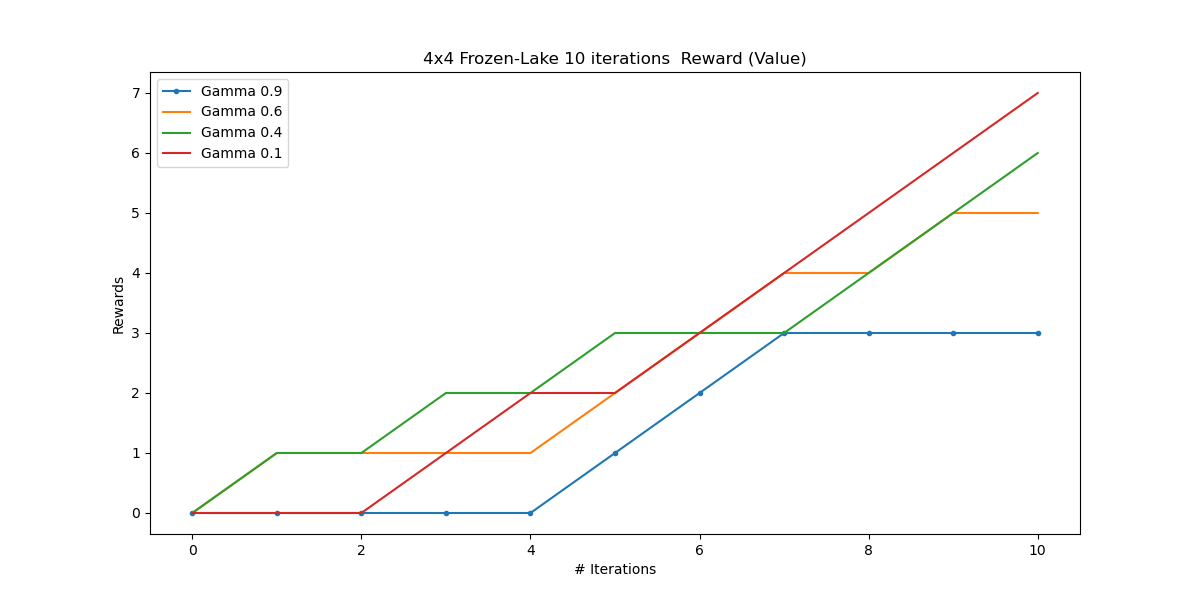 4x4 Frozen-Lake 10 iterations  Reward (Value)
Gamma 0.9
Gamma 0.6
Gamma 0.4
Gamma 0.1
Rewards
7
6
5
4
3
2
1
0
0 2 4 6 8 10
# Iterations